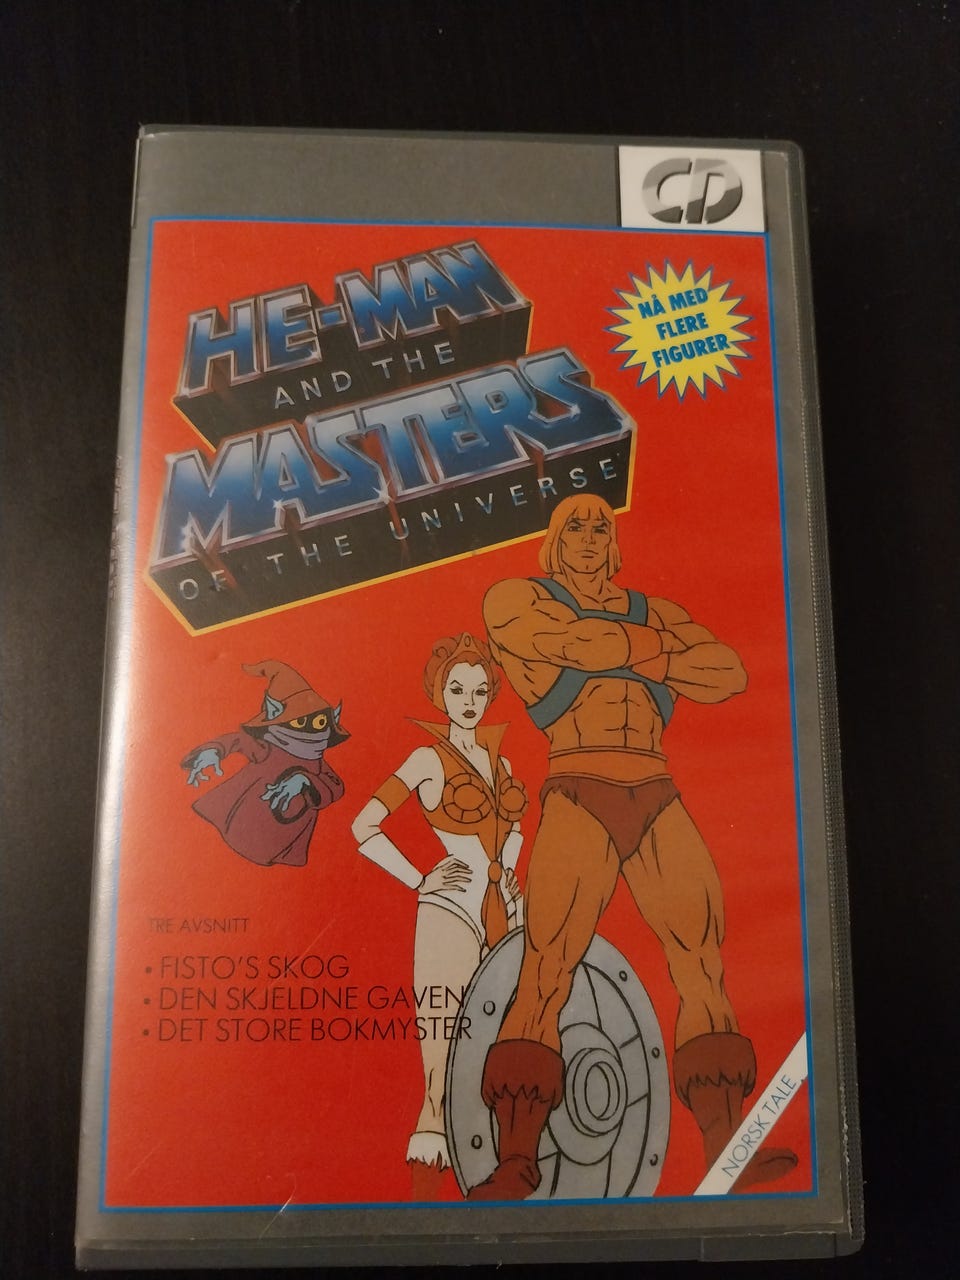 CD
HE-MAN
AND THE
MASTERS
OF THE UNIVERSE
NÅ MED
FLERE
FIGURER
TRE AVSNITT
• FISTO'S SKOG
• DEN SKJELDNE GAVEN
• DET STORE BOKMYSTER
NORSK TALE